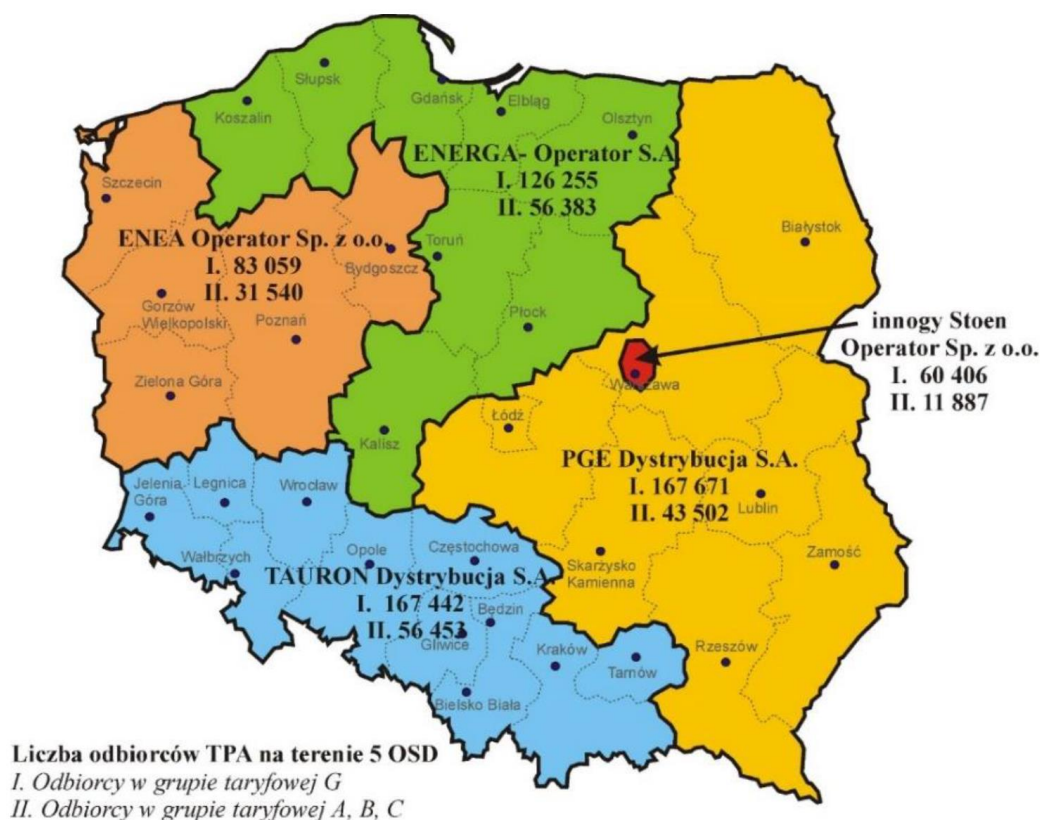 Słupsk
Koszalin
Gdańsk
Elbląg
Olsztyn
ENERGA- Operator S.A.
I. 126 255
II. 56 383
Szczecin
ENEA Operator Sp. z o.o.
I. 83 059
II. 31 540
Bydgoszcz
Toruń
Białystok
Gorzów
Wielkopolski
Poznań
Płock
innogy Stoen
Operator Sp. z o.o.
I. 60 406
II. 11 887
Zielona Góra
Warszawa
Łódź
Kalisz
PGE Dystrybucja S.A.
I. 167 671
II. 43 502
Lublin
Jelenia
Góra
Legnica
Wrocław
Wałbrzych
Opole
Częstochowa
Skarżysko
Kamienna
Zamość
TAURON Dystrybucja S.A.
I. 167 442
II. 56 453
Będzin
Gliwice
Kraków
Tarnów
Rzeszów
Bielsko Biała
Liczba odbiorców TPA na terenie 5 OSD
I. Odbiorcy w grupie taryfowej G
II. Odbiorcy w grupie taryfowej A, B, C